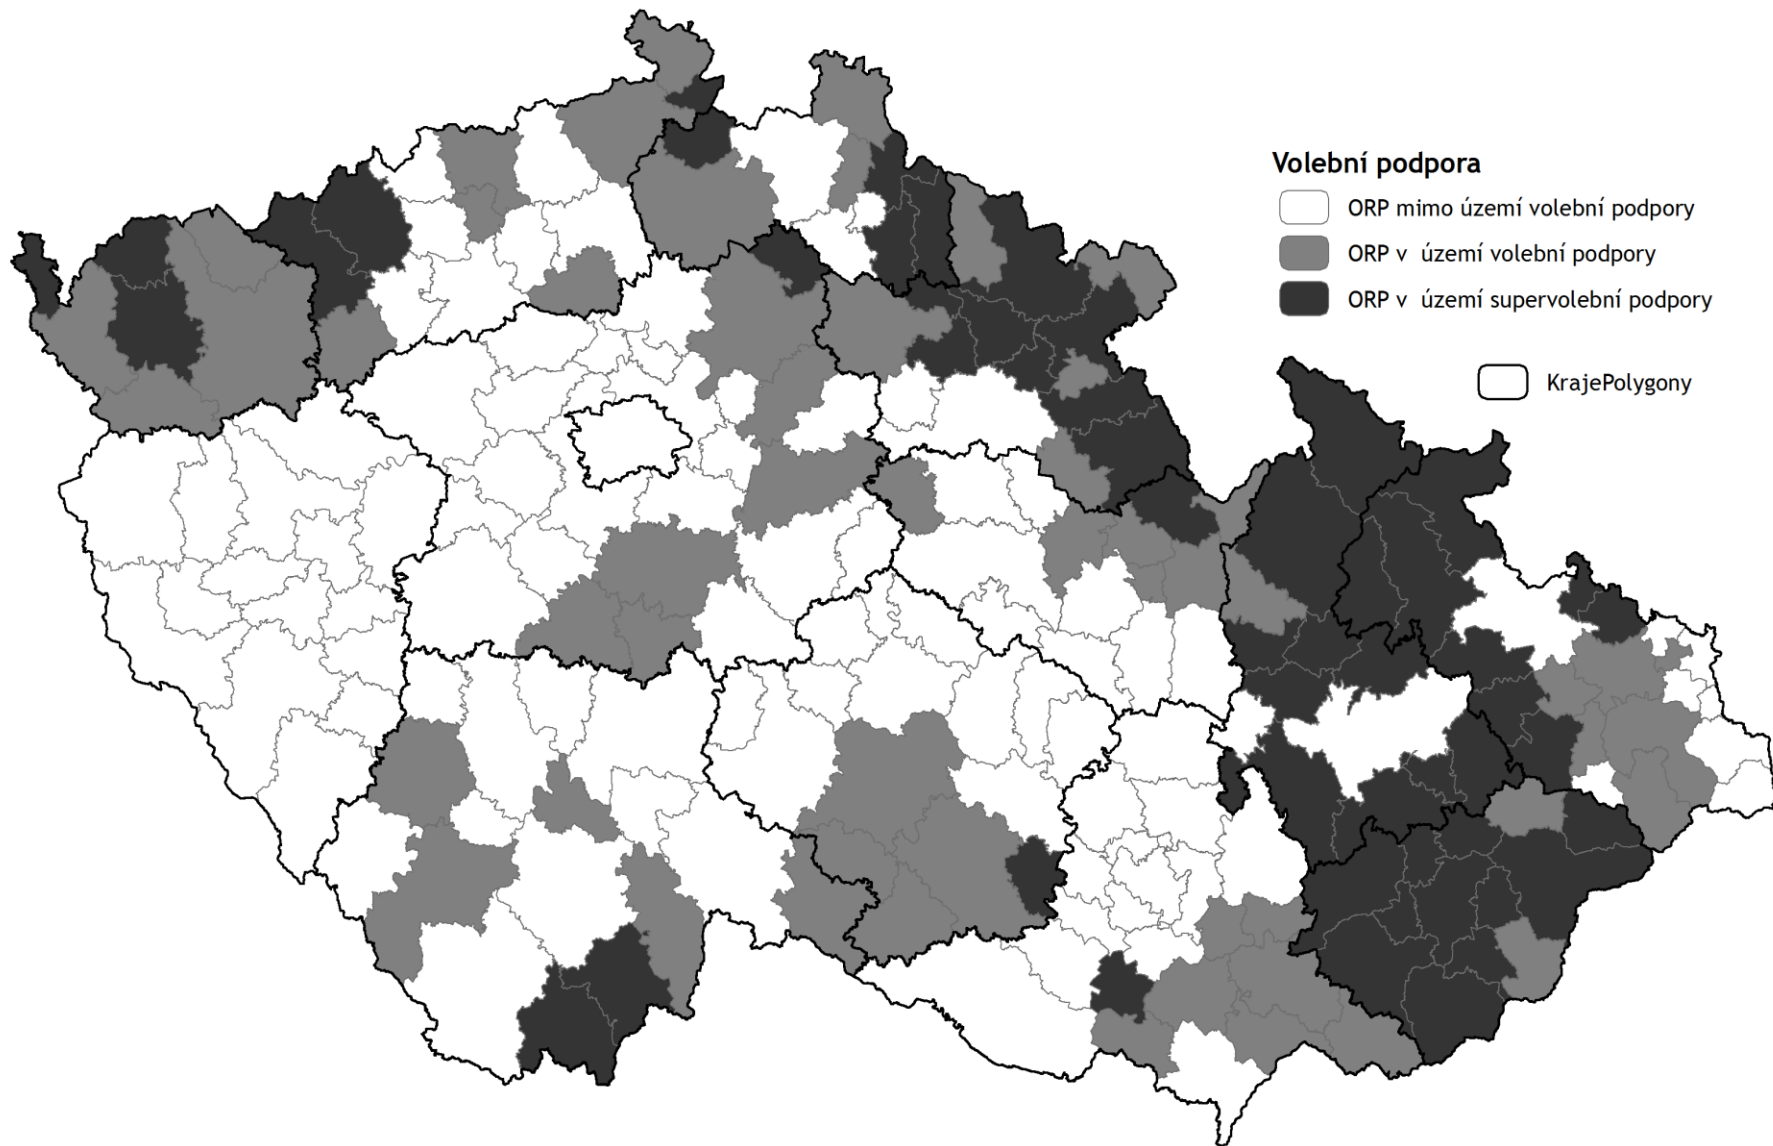 Volební podpora
ORP mimo území volební podpory
ORP v  území volební podpory
ORP v  území supervolební podpory
KrajePolygony